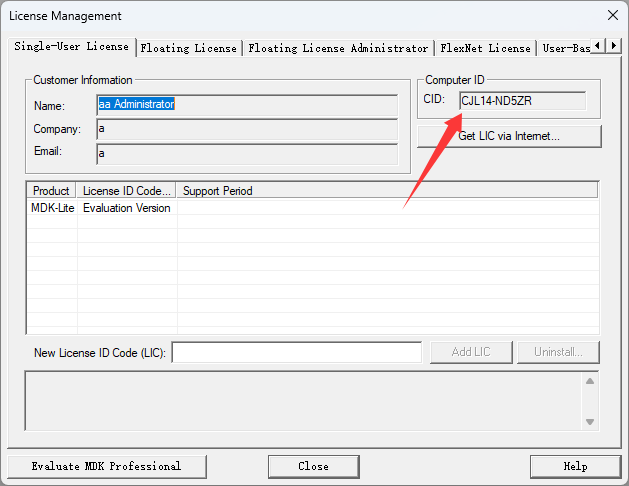 License Management
Single-User License Floating License Floating License Administrator FlexNet License User-Bas
Customer Information
Name: aa Administrator
Company: a
Email: a
Computer ID
CID: CJL14-ND5ZR
Get LIC via Internet...
Product License ID Code... Support Period
MDK-Lite Evaluation Version
New License ID Code (LIC): Add LIC Uninstall...
Evaluate MDK Professional Close Help